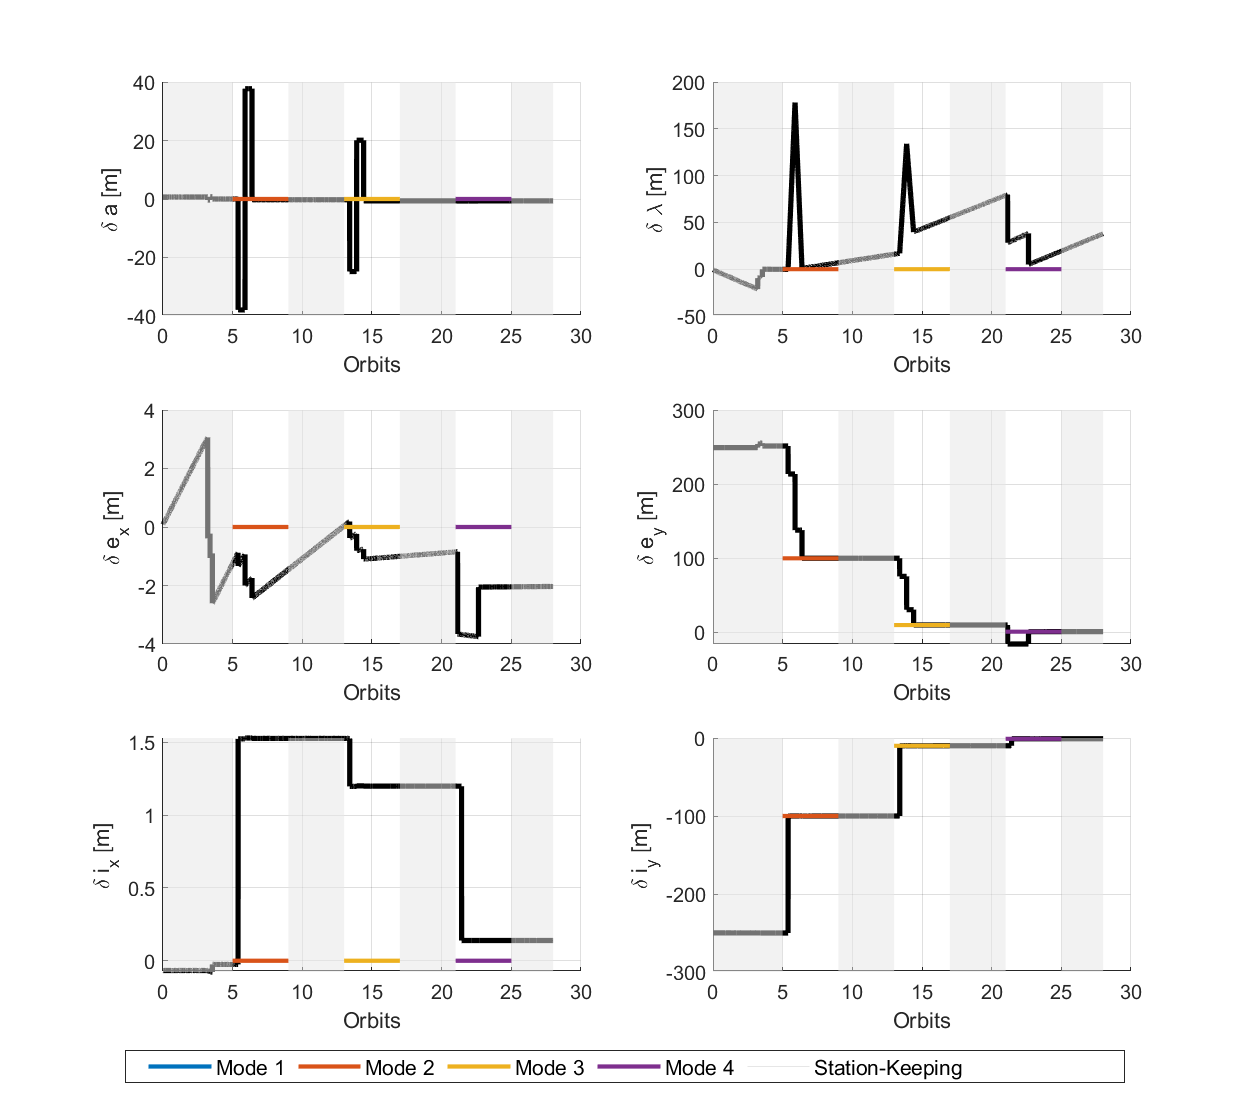 40
20
0
-20
-40
δ a [m]
0 5 10 15 20 25 30
Orbits
200
150
100
50
0
-50
δ λ [m]
0 5 10 15 20 25 30
Orbits
4
2
0
-2
-4
δ e_x [m]
0 5 10 15 20 25 30
Orbits
300
200
100
0
δ e_y [m]
0 5 10 15 20 25 30
Orbits
1.5
1
0.5
0
δ i_x [m]
0 5 10 15 20 25 30
Orbits
0
-100
-200
-300
δ i_y [m]
0 5 10 15 20 25 30
Orbits
Mode 1 Mode 2 Mode 3 Mode 4 Station-Keeping